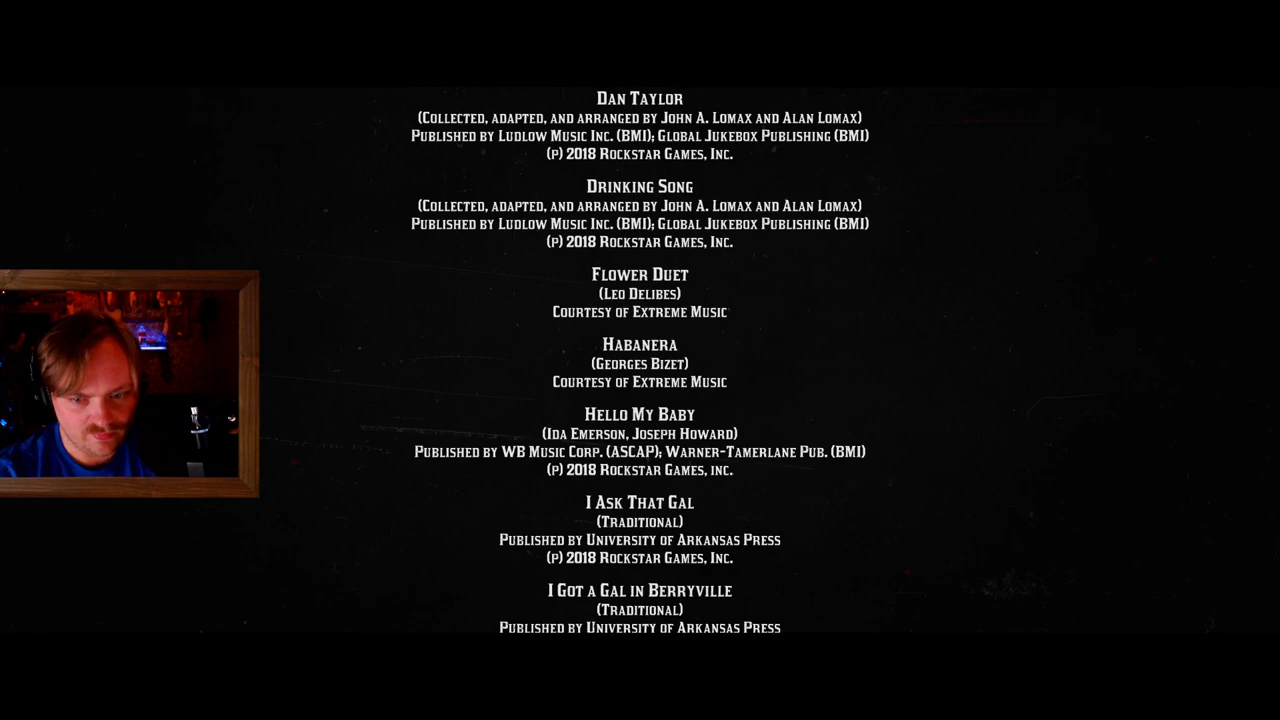 Dan Taylor
(Collected, adapted, and arranged by John A. Lomax and Alan Lomax)
Published by Ludlow Music Inc. (BMI); Global Jukebox Publishing (BMI)
(P) 2018 Rockstar Games, Inc.
Drinking Song
(Collected, adapted, and arranged by John A. Lomax and Alan Lomax)
Published by Ludlow Music Inc. (BMI); Global Jukebox Publishing (BMI)
(P) 2018 Rockstar Games, Inc.
Flower Duet
(Leo Delibes)
Courtesy of Extreme Music
Habanera
(Georges Bizet)
Courtesy of Extreme Music
Hello My Baby
(Ida Emerson, Joseph Howard)
Published by WB Music Corp. (ASCAP); Warner-Tamerlane Pub. (BMI)
(P) 2018 Rockstar Games, inc.
I Ask That Gal
(Traditional)
Published by University of Arkansas Press
(P) 2018 Rockstar Games, Inc.
I Got a Gal in Berryville
(Traditional)
Published by University of Arkansas Press